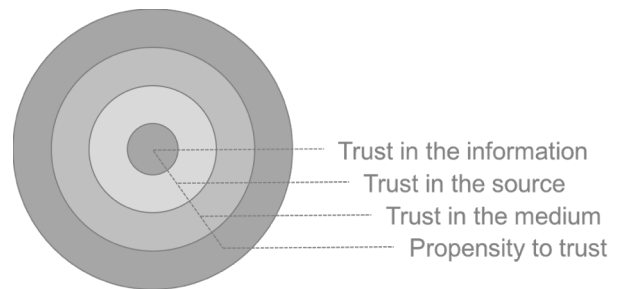 Trust in the information
Trust in the source
Trust in the medium
Propensity to trust